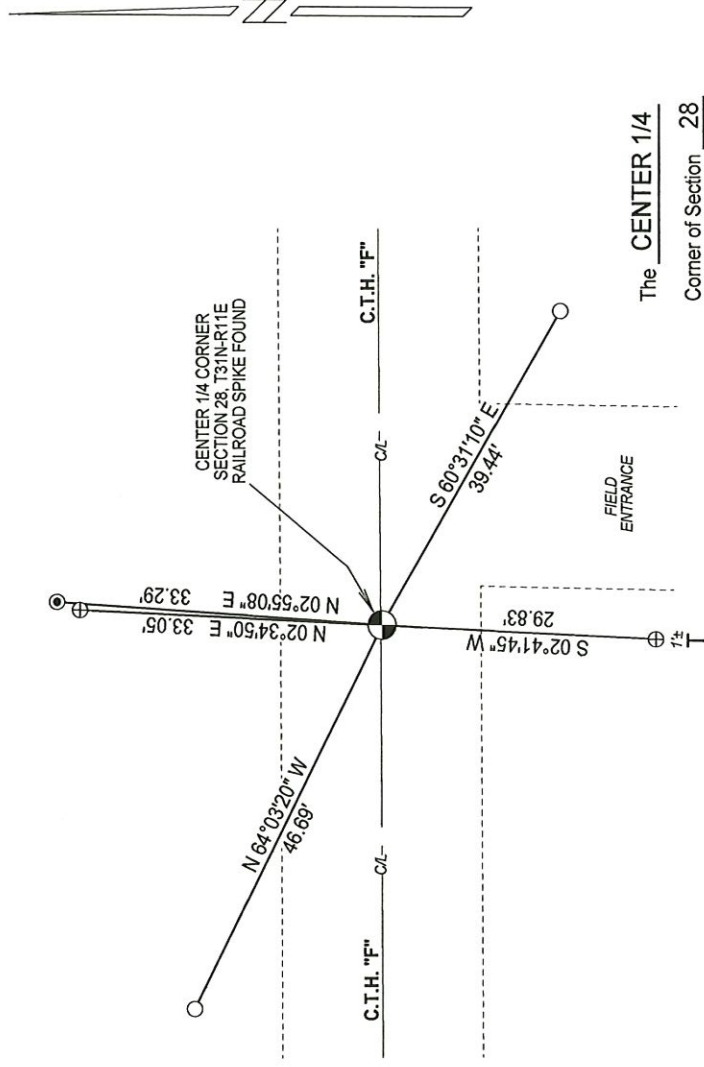 CENTER 1/4 CORNER
SECTION 28, T31N-R11E
RAILROAD SPIKE FOUND
N 02°55'08" E 33.29'
N 02°34'50" E 33.05'
N 64°03'20" W
46.69'
C.T.H. "F"
C/L
C/L
C.T.H. "F"
S 60°31'10" E
39.44'
S 02°41'45" W
29.83'
1'±
FIELD
ENTRANCE
The CENTER 1/4
Corner of Section 28